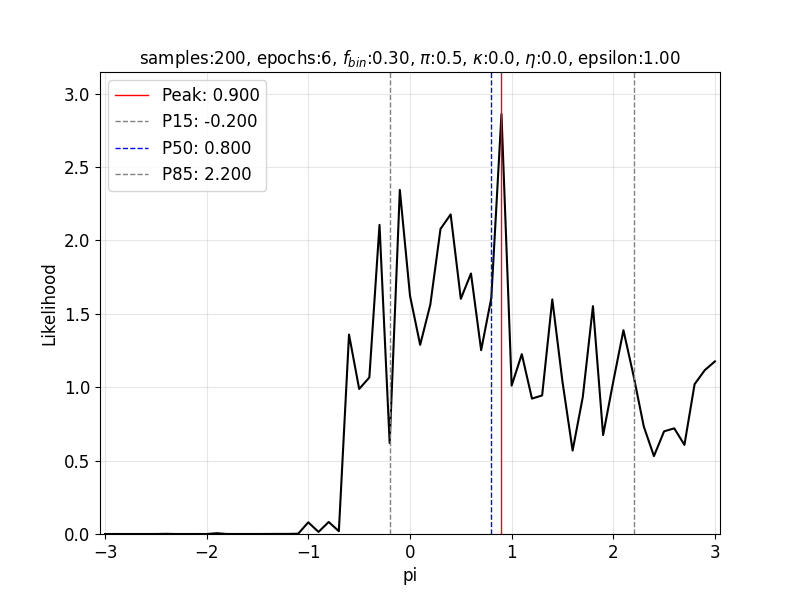 samples:200, epochs:6, f_bin:0.30, π:0.5, κ:0.0, η:0.0, epsilon:1.00
Peak: 0.900
P15: -0.200
P50: 0.800
P85: 2.200
Likelihood
3.0
2.5
2.0
1.5
1.0
0.5
0.0
−3 −2 −1 0 1 2 3
pi